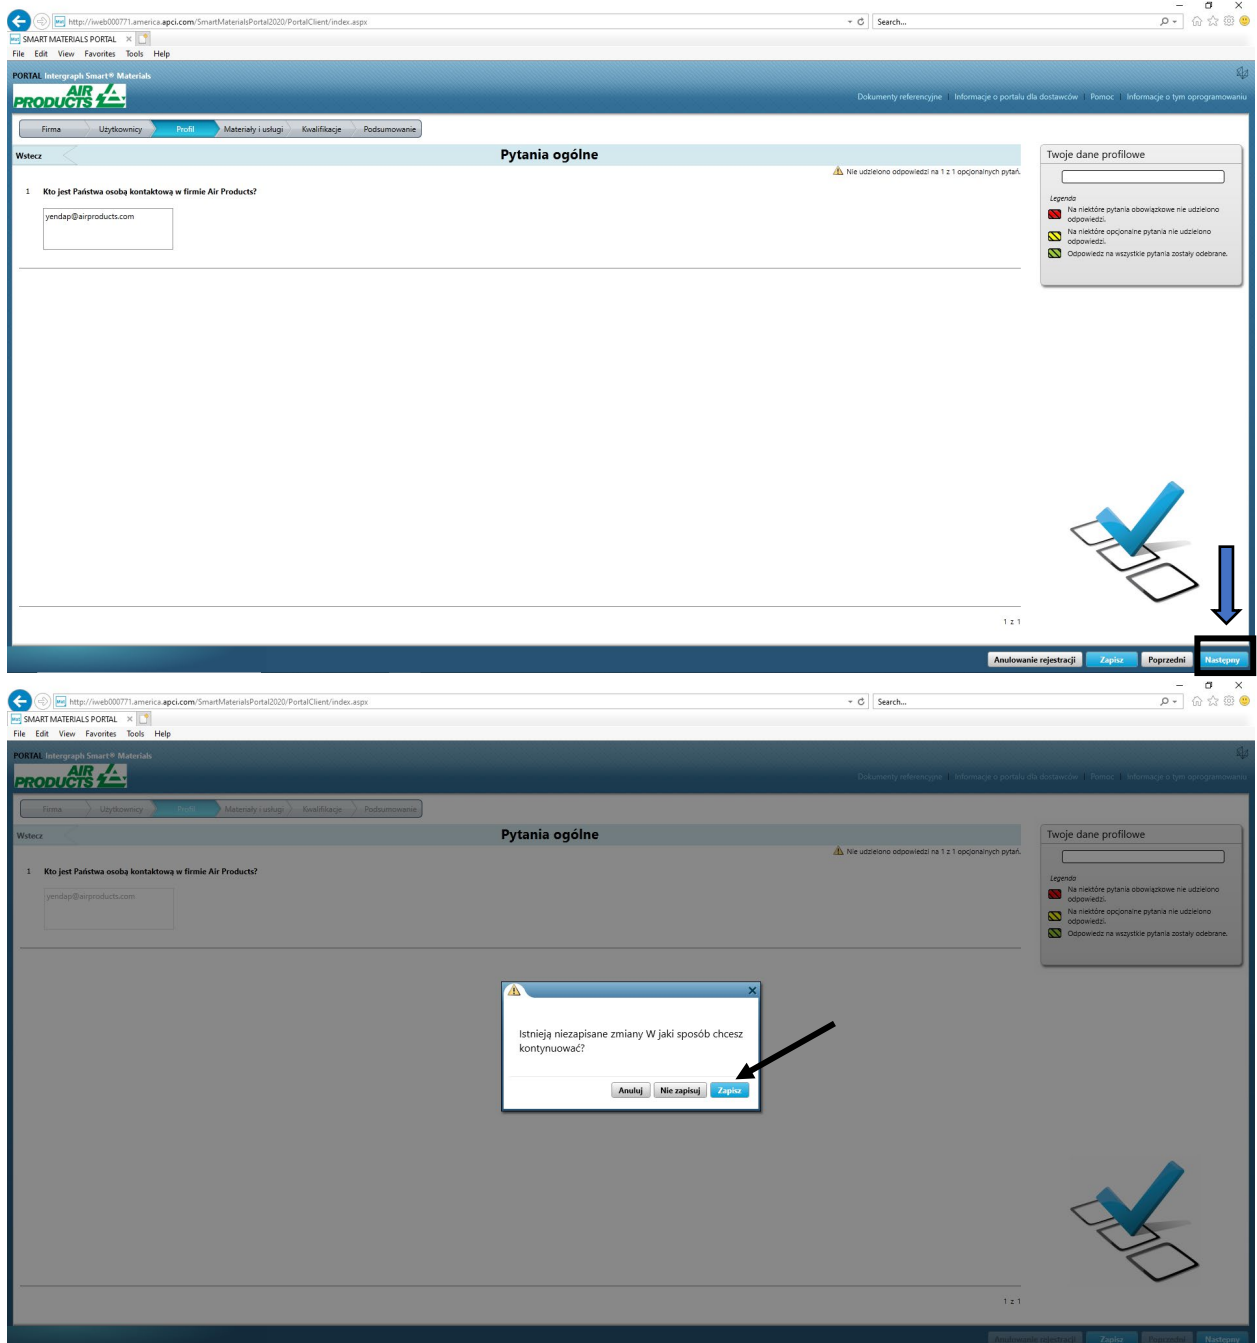 http://iweb000771.america.apci.com/SmartMaterialsPortal2020/PortalClient/index.aspx
Search...
SMART MATERIALS PORTAL
File Edit View Favorites Tools Help
PORTAL Intergraph Smart® Materials
AIR PRODUCTS
Dokumenty referencyjne | Informacje o portalu dla dostawców | Pomoc | Informacje o tym oprogramowaniu
Firma Użytkownicy Profil Materiały i usługi Kwalifikacje Podsumowanie
Wstecz
Pytania ogólne
Nie udzielono odpowiedzi na 1 z 1 opcjonalnych pytań.
1 Kto jest Państwa osobą kontaktową w firmie Air Products?
yendap@airproducts.com
Twoje dane profilowe
Legenda
Na niektóre pytania obowiązkowe nie udzielono
odpowiedzi.
Na niektóre opcjonalne pytania nie udzielono
odpowiedzi.
Odpowiedz na wszystkie pytania zostały odebrane.
1 z 1
Anulowanie rejestracji Zapisz Poprzedni Następny
http://iweb000771.america.apci.com/SmartMaterialsPortal2020/PortalClient/index.aspx
Search...
SMART MATERIALS PORTAL
File Edit View Favorites Tools Help
PORTAL Intergraph Smart® Materials
AIR PRODUCTS
Dokumenty referencyjne | Informacje o portalu dla dostawców | Pomoc | Informacje o tym oprogramowaniu
Firma Użytkownicy Profil Materiały i usługi Kwalifikacje Podsumowanie
Wstecz
Pytania ogólne
Nie udzielono odpowiedzi na 1 z 1 opcjonalnych pytań.
1 Kto jest Państwa osobą kontaktową w firmie Air Products?
yendap@airproducts.com
Twoje dane profilowe
Legenda
Na niektóre pytania obowiązkowe nie udzielono
odpowiedzi.
Na niektóre opcjonalne pytania nie udzielono
odpowiedzi.
Odpowiedz na wszystkie pytania zostały odebrane.
Istnieją niezapisane zmiany W jaki sposób chcesz
kontynuować?
Anuluj Nie zapisuj Zapisz
1 z 1
Anulowanie rejestracji Zapisz Poprzedni Następny